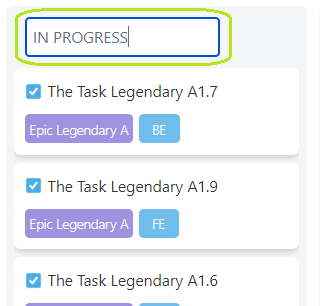 IN PROGRESS
The Task Legendary A1.7
Epic Legendary A BE
The Task Legendary A1.9
Epic Legendary A FE
The Task Legendary A1.6